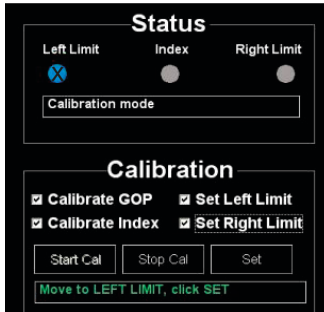 Status
Left Limit Index Right Limit
X
Calibration mode
Calibration
Calibrate GOP Set Left Limit
Calibrate Index Set Right Limit
Start Cal Stop Cal Set
Move to LEFT LIMIT, click SET